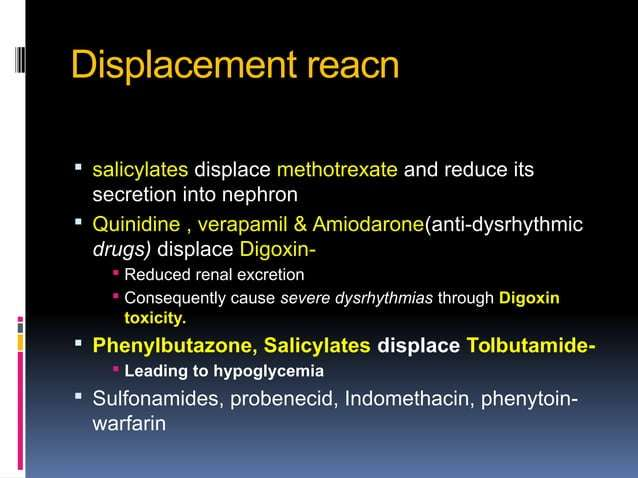 Displacement reacn
▪ salicylates displace methotrexate and reduce its
secretion into nephron
▪ Quinidine , verapamil & Amiodarone(anti-dysrhythmic
drugs) displace Digoxin-
▪ Reduced renal excretion
▪ Consequently cause severe dysrhythmias through Digoxin
toxicity.
▪ Phenylbutazone, Salicylates displace Tolbutamide-
▪ Leading to hypoglycemia
▪ Sulfonamides, probenecid, Indomethacin, phenytoin-
warfarin